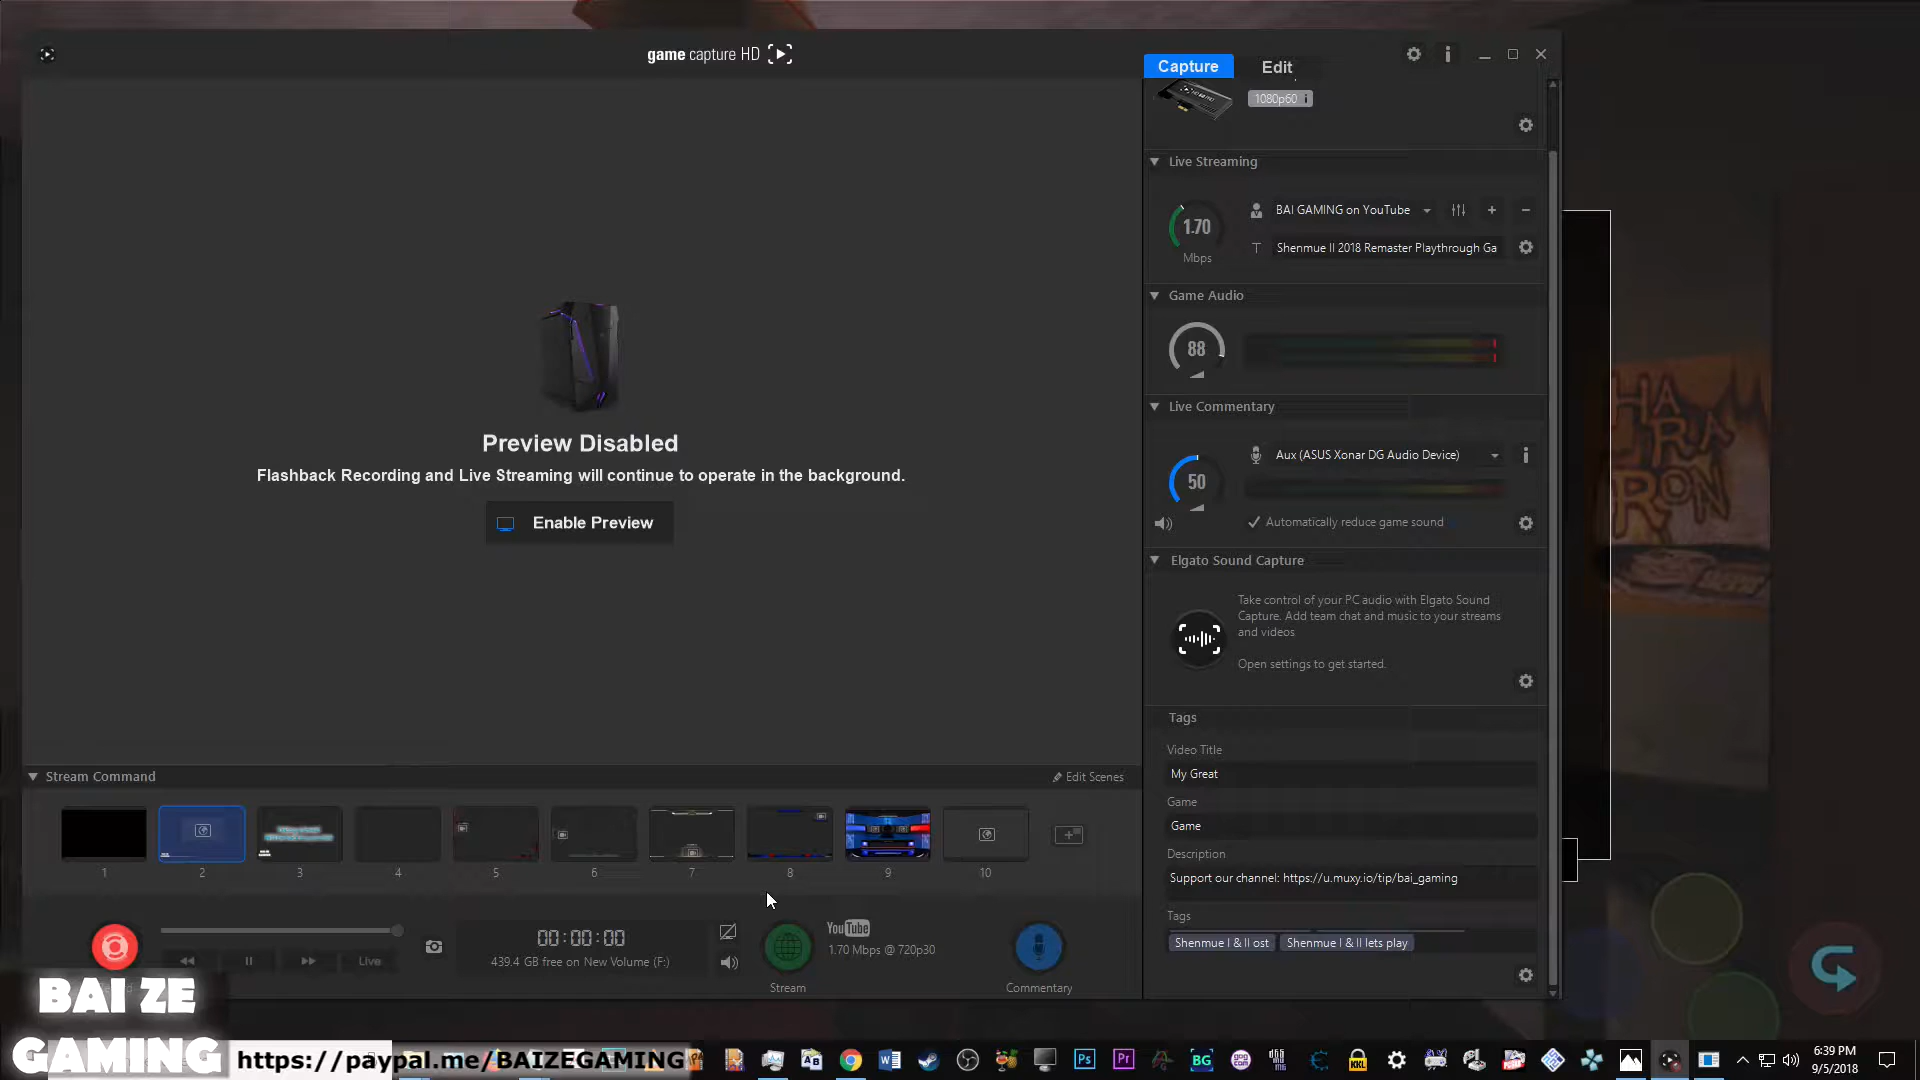 game capture HD
Capture
Edit
1080p60 i
Live Streaming
1.70
Mbps
BAI GAMING on YouTube
Shenmue II 2018 Remaster Playthrough Ga
Game Audio
88
Live Commentary
Aux (ASUS Xonar DG Audio Device)
50
Automatically reduce game sound
Elgato Sound Capture
Take control of your PC audio with Elgato Sound
Capture. Add team chat and music to your streams
and videos
Open settings to get started.
Tags
Video Title
My Great
Game
Game
Description
Support our channel: https://u.muxy.io/tip/bai_gaming
Tags
Shenmue I & II ost
Shenmue I & II lets play
Preview Disabled
Flashback Recording and Live Streaming will continue to operate in the background.
Enable Preview
Stream Command
Edit Scenes
1 2 3 4 5 6 7 8 9 10
Live
00:00:00
439.4 GB free on New Volume (F:)
YouTube
1.70 Mbps @ 720p30
Stream
Commentary
BAI ZE
GAMING
https://paypal.me/BAIZEGAMING
6:39 PM
9/5/2018